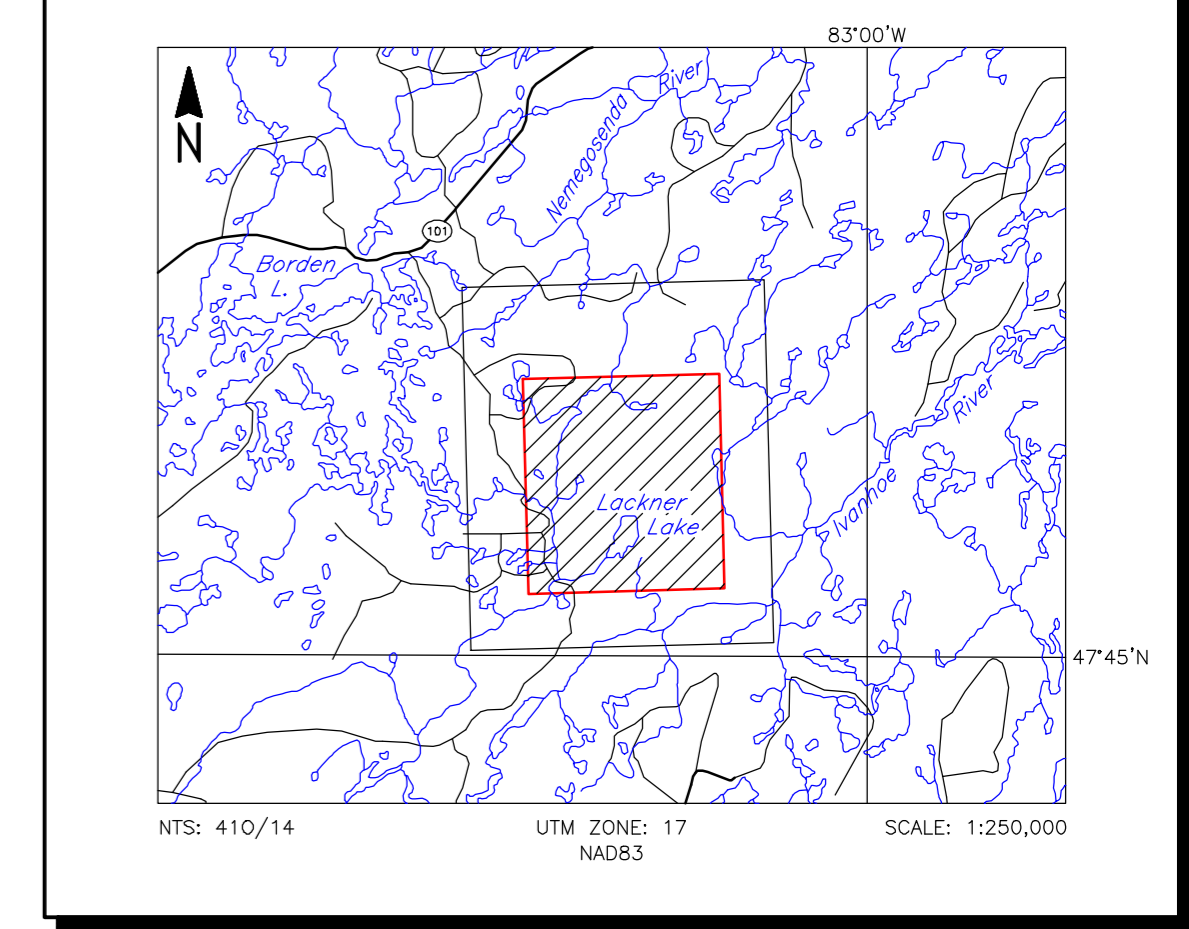 83°00'W
N
Nemegosenda River
101
Borden
L.
River
Ivanhoe
Lackner
Lake
47°45'N
NTS: 41O/14
UTM ZONE: 17
NAD83
SCALE: 1:250,000